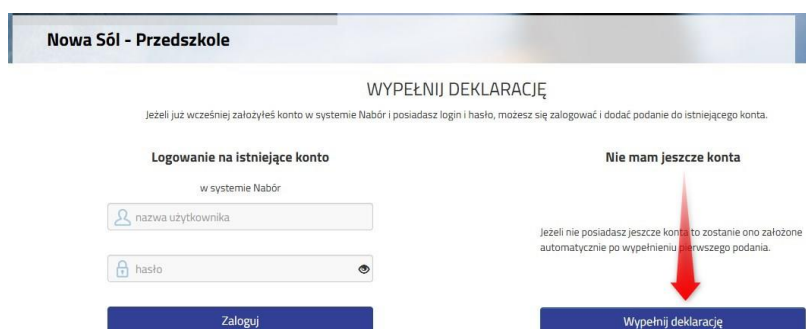 Nowa Sól - Przedszkole
WYPEŁNIJ DEKLARACJĘ
Jeżeli już wcześniej założyłeś konto w systemie Nabór i posiadasz login i hasło, możesz się zalogować i dodać podanie do istniejącego konta.
Logowanie na istniejące konto
w systemie Nabór
nazwa użytkownika
hasło
Zaloguj
Nie mam jeszcze konta
Jeżeli nie posiadasz jeszcze konta to zostanie ono założone
automatycznie po wypełnieniu pierwszego podania.
Wypełnij deklarację